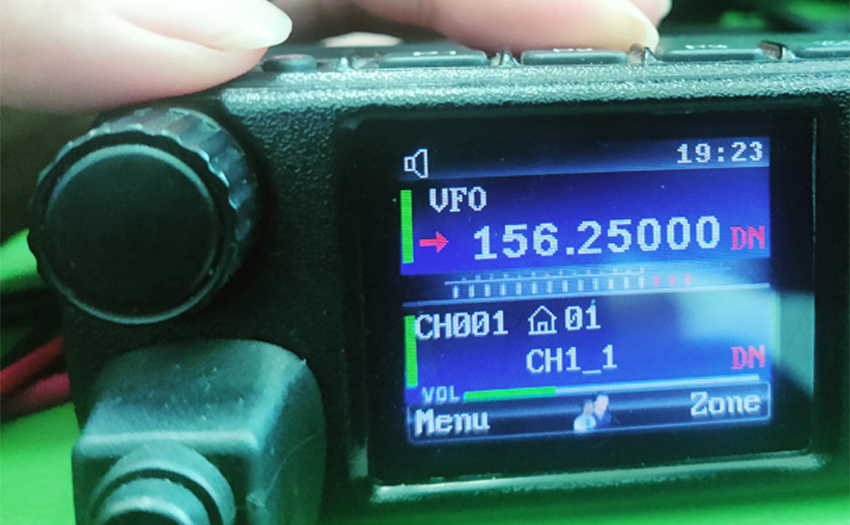 19:23
VFO
156.25000 DN
CH001 01
CH1_1 DN
VOL
Menu Zone